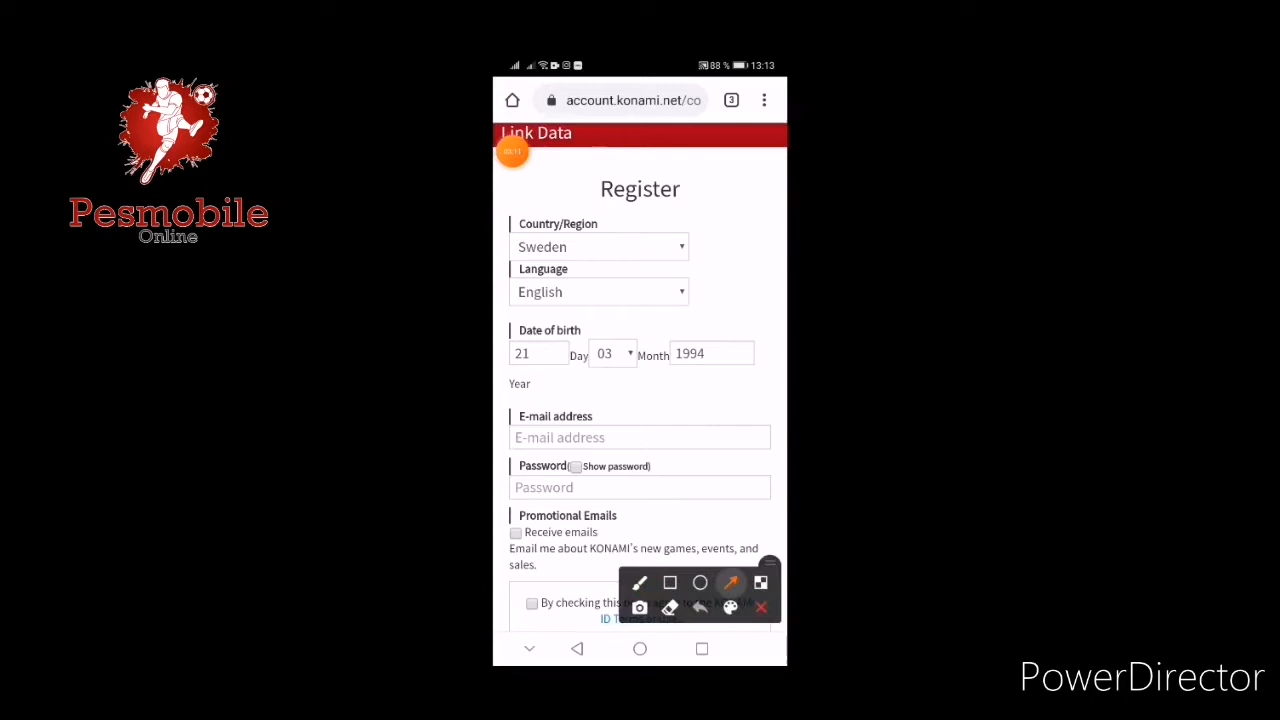 Pesmobile
Online
88 % 13:13
account.konami.net/co
3
Link Data
Register
Country/Region
Sweden
Language
English
Date of birth
21 Day 03 Month 1994
Year
E-mail address
E-mail address
Password( Show password)
Password
Promotional Emails
Receive emails
Email me about KONAMI's new games, events, and
sales.
By checking this
ID
PowerDirector